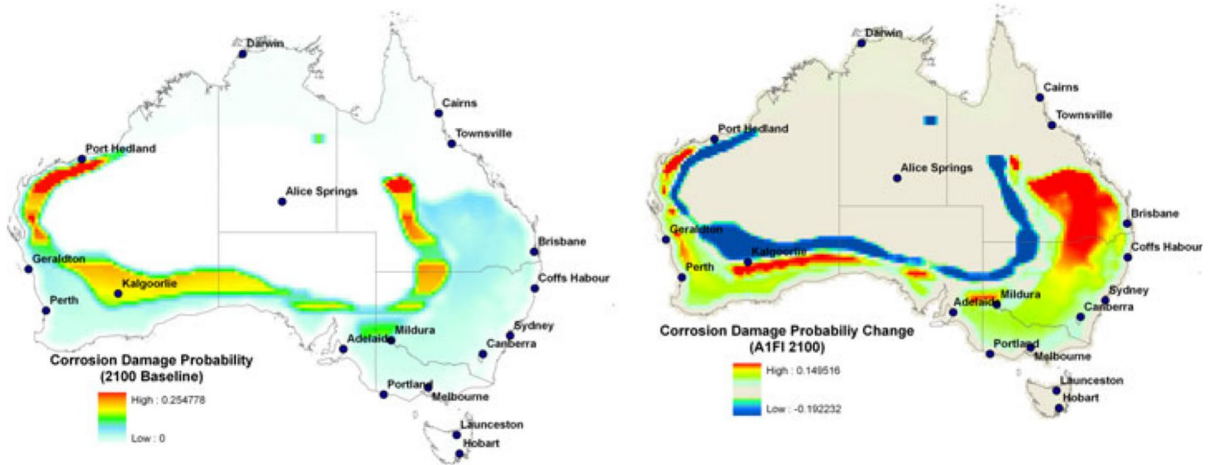 Darwin
Cairns
Townsville
Port Hedland
Alice Springs
Geraldton
Kalgoorlie
Brisbane
Coffs Habour
Perth
Mildura
Sydney
Adelaide
Canberra
Corrosion Damage Probability
(2100 Baseline)
Portland
Melbourne
High : 0.254778
Low : 0
Launceston
Hobart
Darwin
Cairns
Port Hedland
Townsville
Alice Springs
Brisbane
Geraldton
Coffs Habour
Kalgoorlie
Perth
Sydney
Mildura
Adelaide
Canberra
Corrosion Damage Probabiliy Change
(A1FI 2100)
Portland
Melbourne
High : 0.149516
Low : -0.192232
Launceston
Hobart